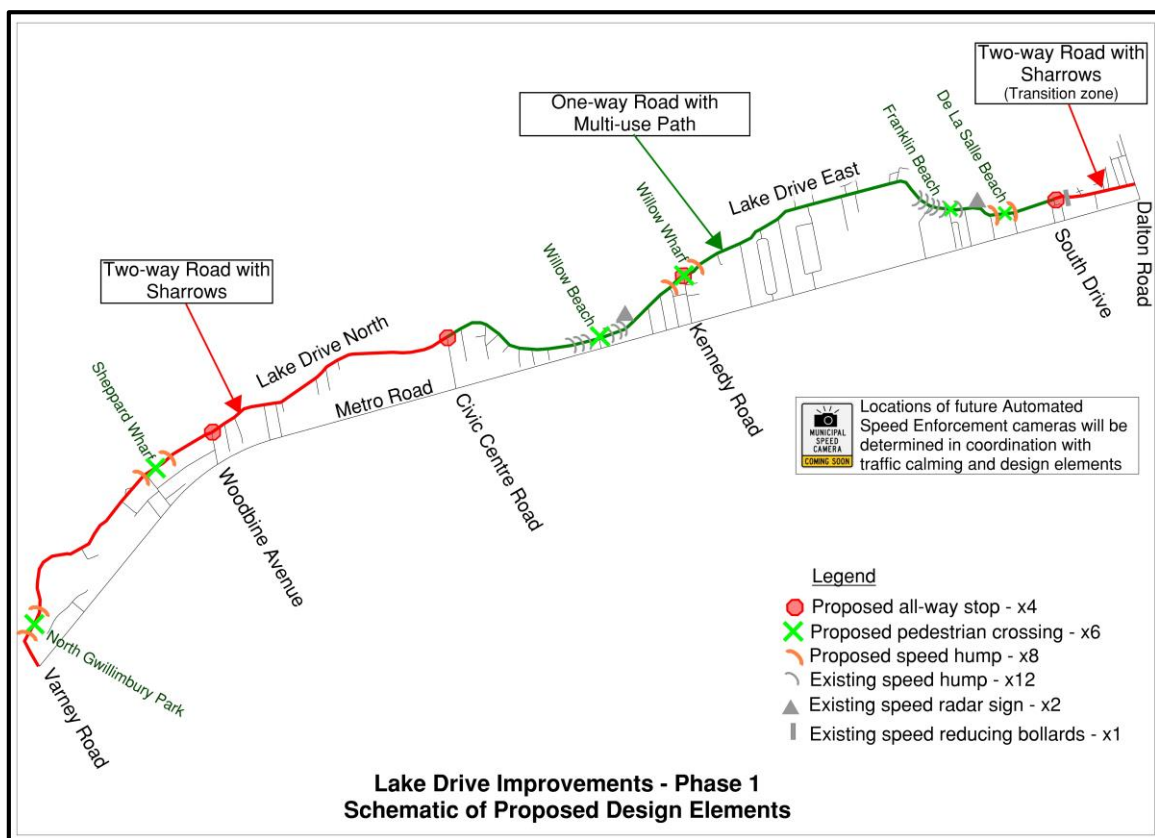 Two-way Road with
Sharrows
(Transition zone)
One-way Road with
Multi-use Path
De La Salle Beach
Franklin Beach
Lake Drive East
Willow Wharf
Willow Beach
Dalton Road
South Drive
Two-way Road with
Sharrows
Lake Drive North
Kennedy Road
Metro Road
Sheppard Wharf
Civic Centre Road
Woodbine Avenue
MUNICIPAL
SPEED
CAMERA
COMING SOON
Locations of future Automated
Speed Enforcement cameras will be
determined in coordination with
traffic calming and design elements
North Gwillimbury Park
Varney Road
Legend
Proposed all-way stop - x4
Proposed pedestrian crossing - x6
Proposed speed hump - x8
Existing speed hump - x12
Existing speed radar sign - x2
Existing speed reducing bollards - x1
Lake Drive Improvements - Phase 1
Schematic of Proposed Design Elements